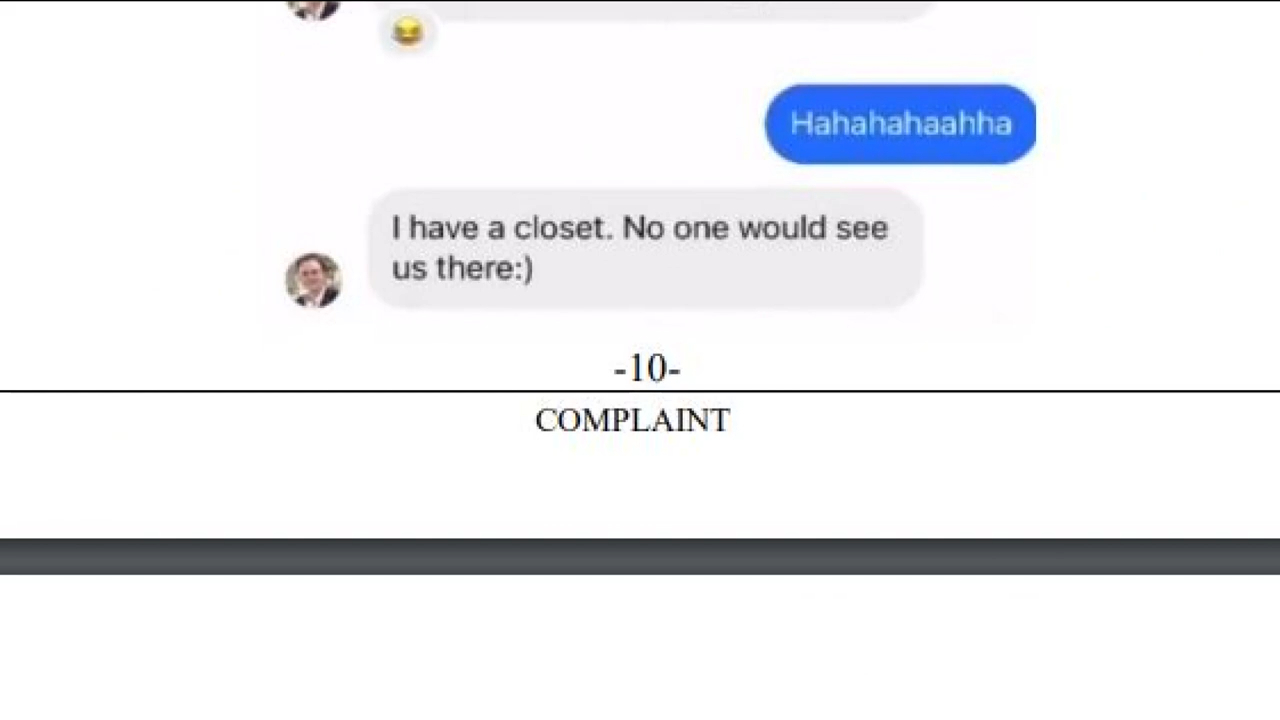 Hahahahaahha
I have a closet. No one would see
us there:)
-10-
COMPLAINT